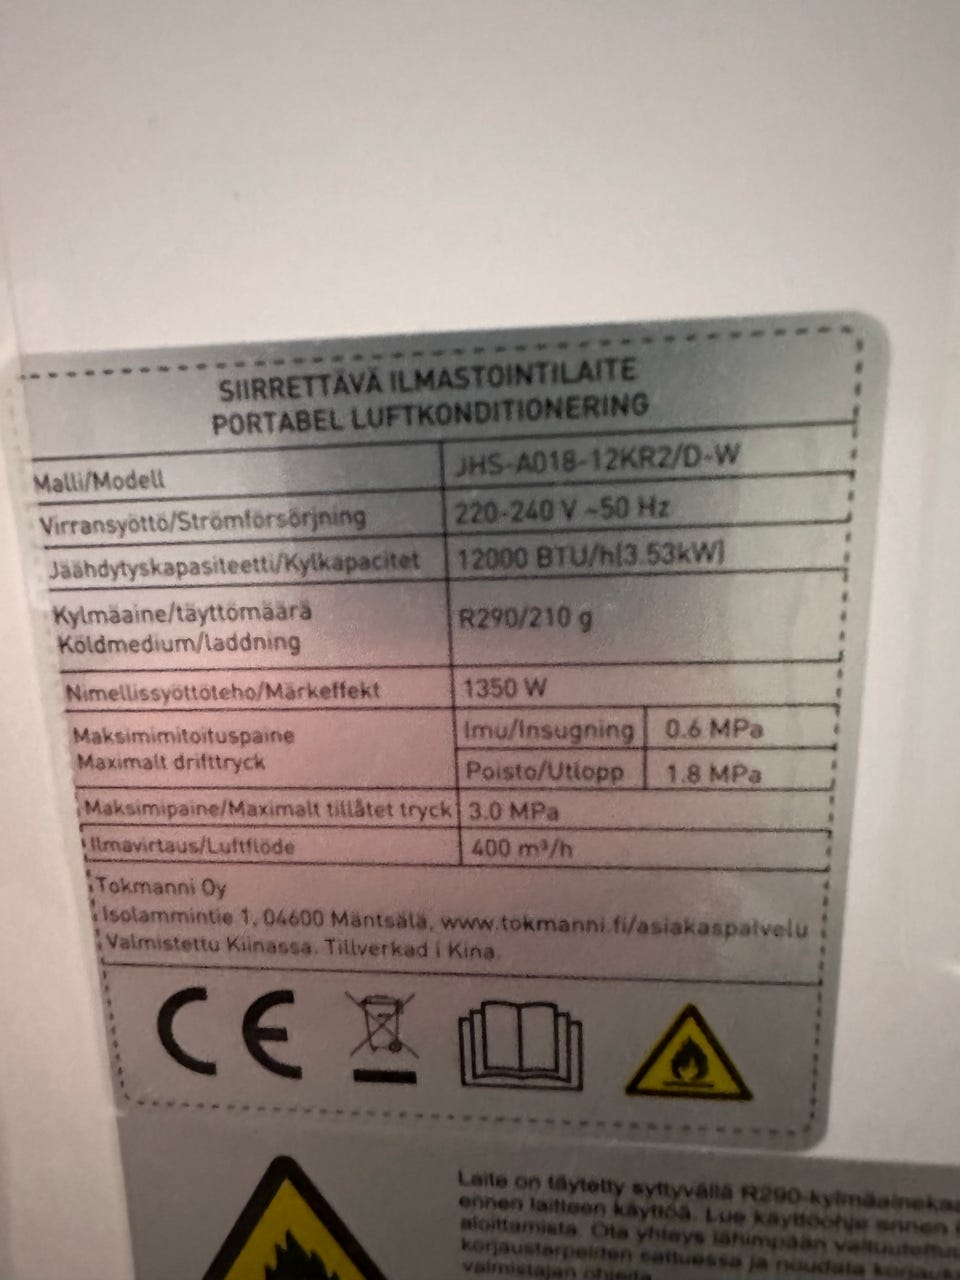 SIIRRETTÄVÄ ILMASTOINTILAITE
PORTABEL LUFTKONDITIONERING
Malli/Modell JHS-A018-12KR2/D-W
Virransyöttö/Strömförsörjning 220-240 V ~50 Hz
Jäähdytyskapasiteetti/Kylkapacitet 12000 BTU/h(3.53kW)
Kylmäaine/täyttömäärä R290/210 g
Köldmedium/laddning
Nimellissyöttöteho/Märkeffekt 1350 W
Maksimimitoituspaine Imu/Insugning 0.6 MPa
Maximalt drifttryck Poisto/Utlopp 1.8 MPa
Maksimipaine/Maximalt tillåtet tryck 3.0 MPa
Ilmavirtaus/Luftflöde 400 m³/h
Tokmanni Oy
Isolammintie 1, 04600 Mäntsälä, www.tokmanni.fi/asiakaspalvelu
Valmistettu Kiinassa. Tillverkad i Kina.
CE
Laite on täytetty syttyvällä R290-kylmäaineka
ennen laitteen käyttöä. Lue käyttöohje ennen
aloittamista. Ota yhteys lähimpään valtuutettu
korjaustarpeiden sattuessa ja noudata korjauks
valmistajan ohjeita.